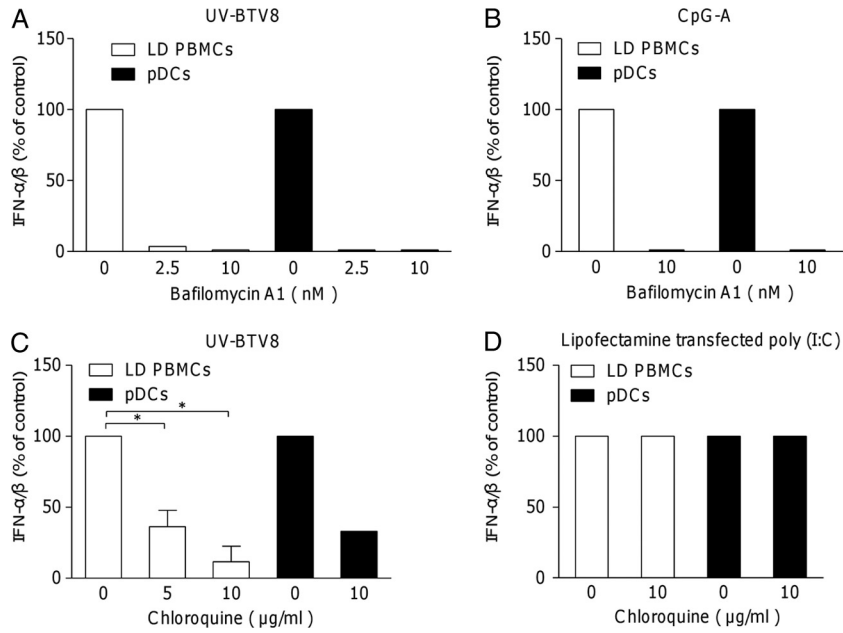 A
UV-BTV8
IFN-α/β (% of control)
150
100
50
0
LD PBMCs
pDCs
0 2.5 10 0 2.5 10
Bafilomycin A1 ( nM )
B
CpG-A
IFN-α/β (% of control)
150
100
50
0
LD PBMCs
pDCs
0 10 0 10
Bafilomycin A1 ( nM )
C
UV-BTV8
IFN-α/β (% of control)
150
100
50
0
LD PBMCs
pDCs
*
*
0 5 10 0 10
Chloroquine ( μg/ml )
D
Lipofectamine transfected poly (I:C)
IFN-α/β (% of control)
150
100
50
0
LD PBMCs
pDCs
0 10 0 10
Chloroquine ( μg/ml )